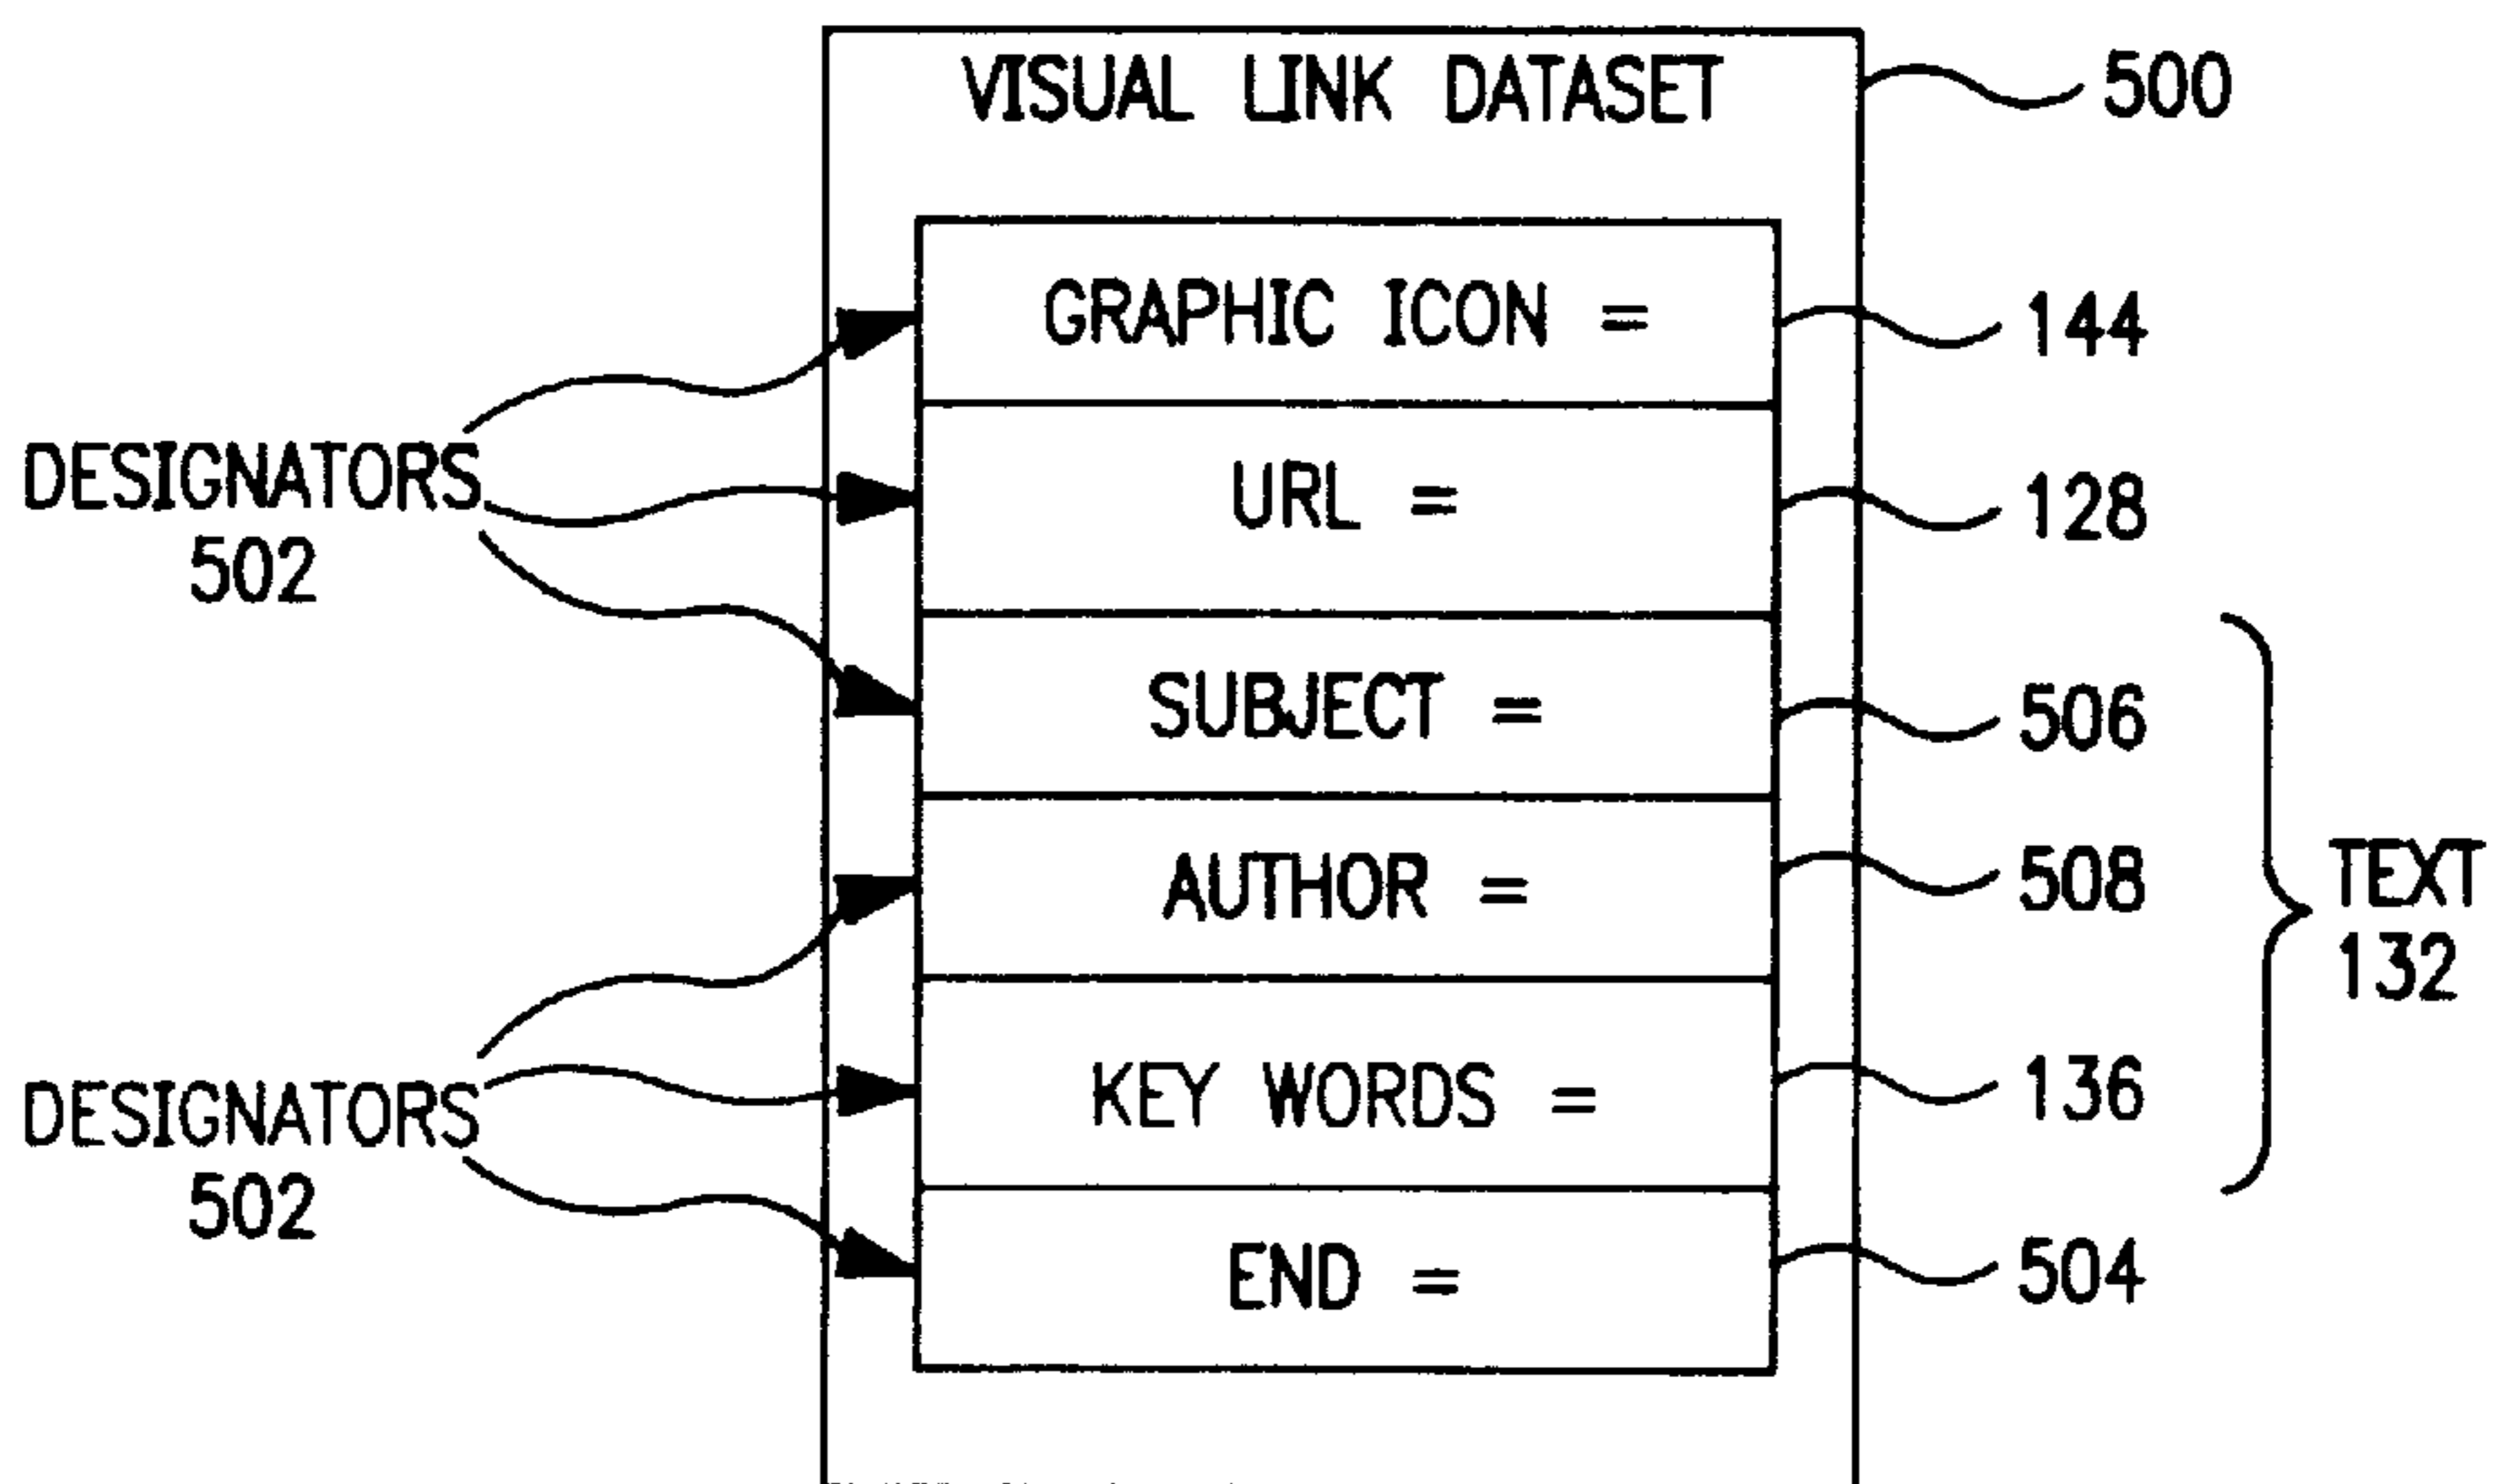 VISUAL LINK DATASET
500
GRAPHIC ICON =
144
DESIGNATORS
502
URL =
128
SUBJECT =
506
AUTHOR =
508
TEXT
132
DESIGNATORS
502
KEY WORDS =
136
END =
504